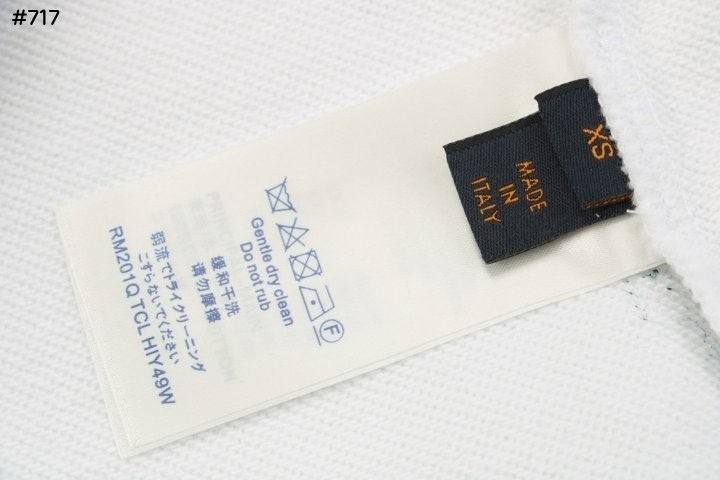 #717
XS
MADE
IN
ITALY
Gentle dry clean
Do not rub
缓和干洗
请勿摩擦
弱流でドライクリーニング
こすらないでください
RM201Q TCL HIY49W